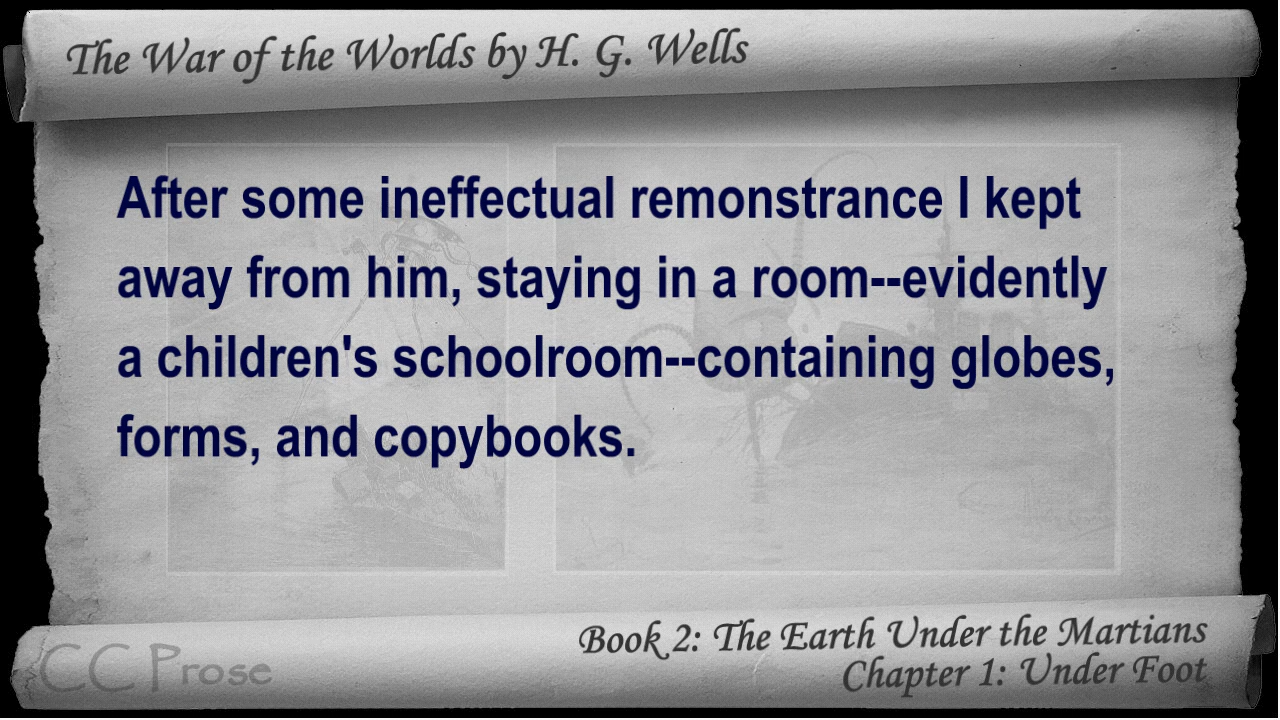 The War of the Worlds by H. G. Wells
After some ineffectual remonstrance I kept
away from him, staying in a room--evidently
a children's schoolroom--containing globes,
forms, and copybooks.
Book 2: The Earth Under the Martians
Chapter 1: Under Foot
CC Prose